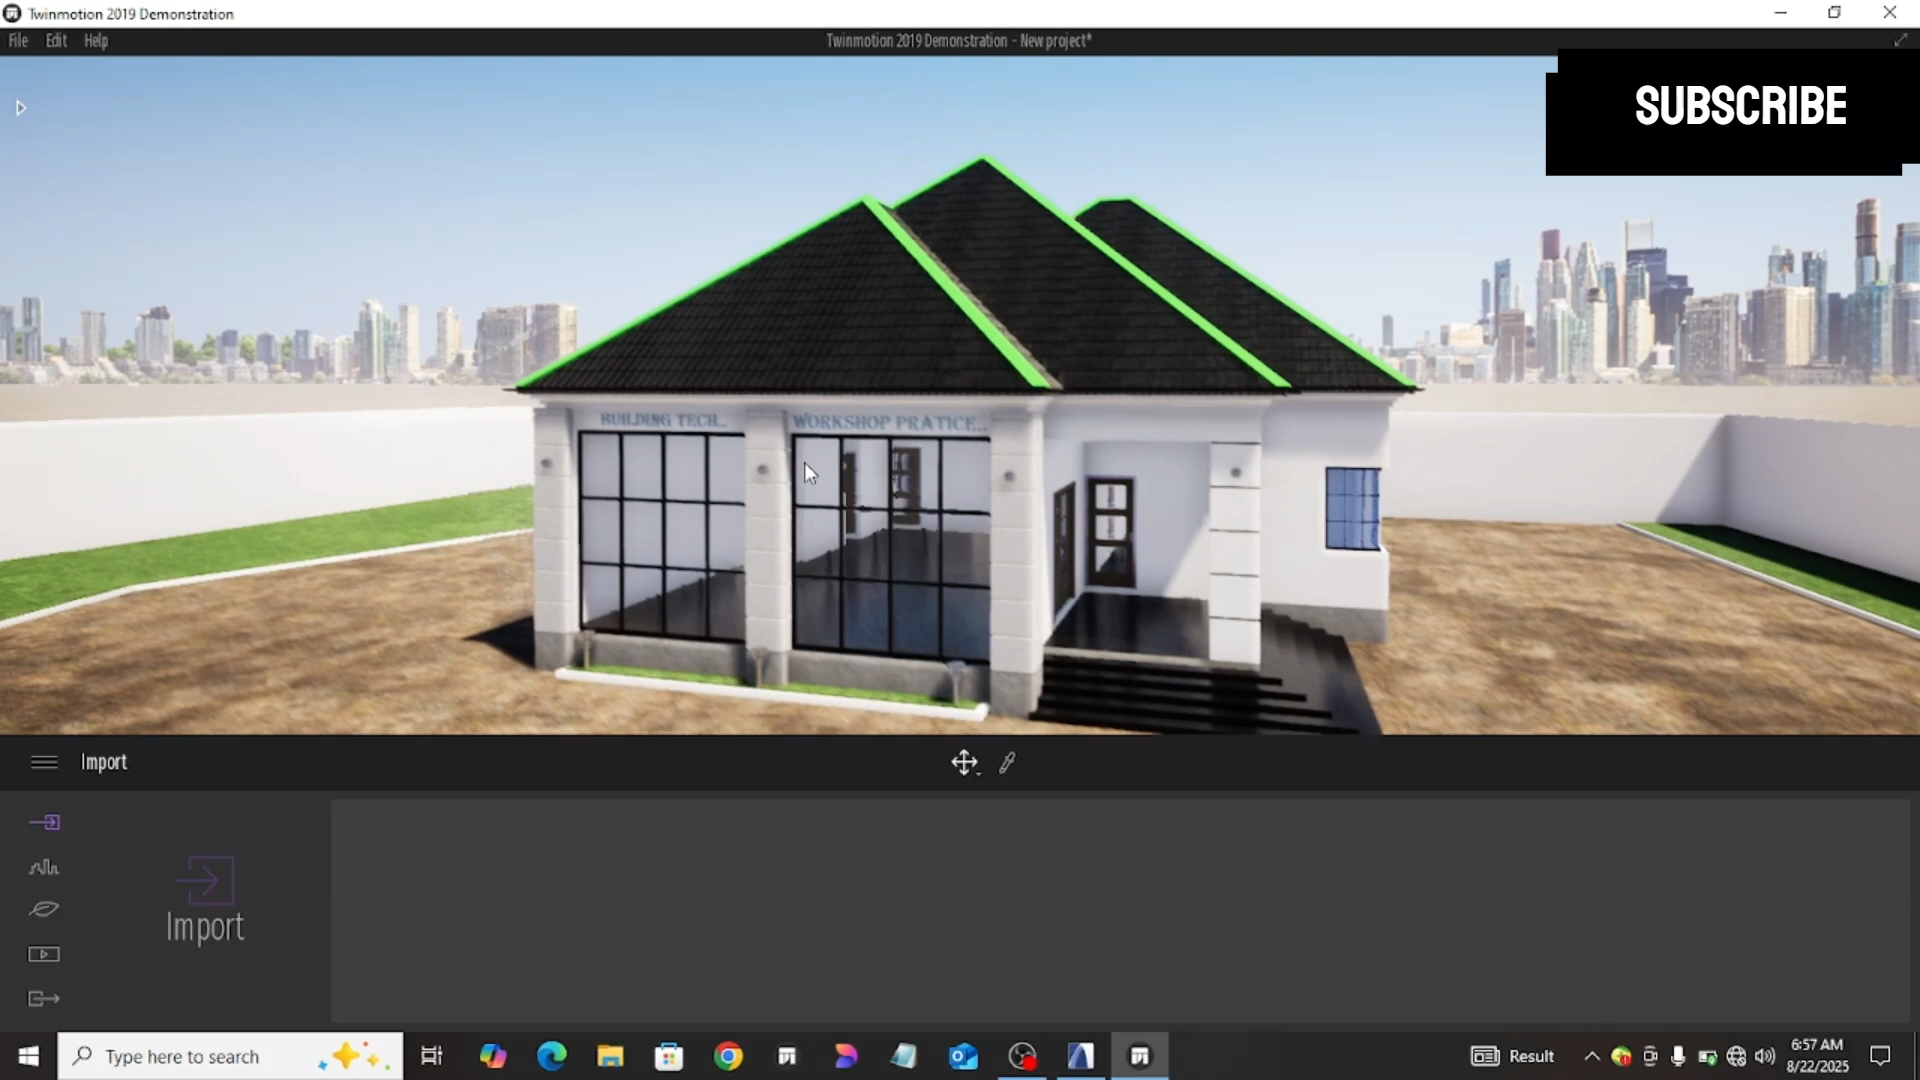 Twinmotion 2019 Demonstration
File Edit Help
Twinmotion 2019 Demonstration - New project*
SUBSCRIBE
BUILDING TECH..
WORKSHOP PRATICE...
Import
Import
Type here to search
Result
6:57 AM
8/22/2025